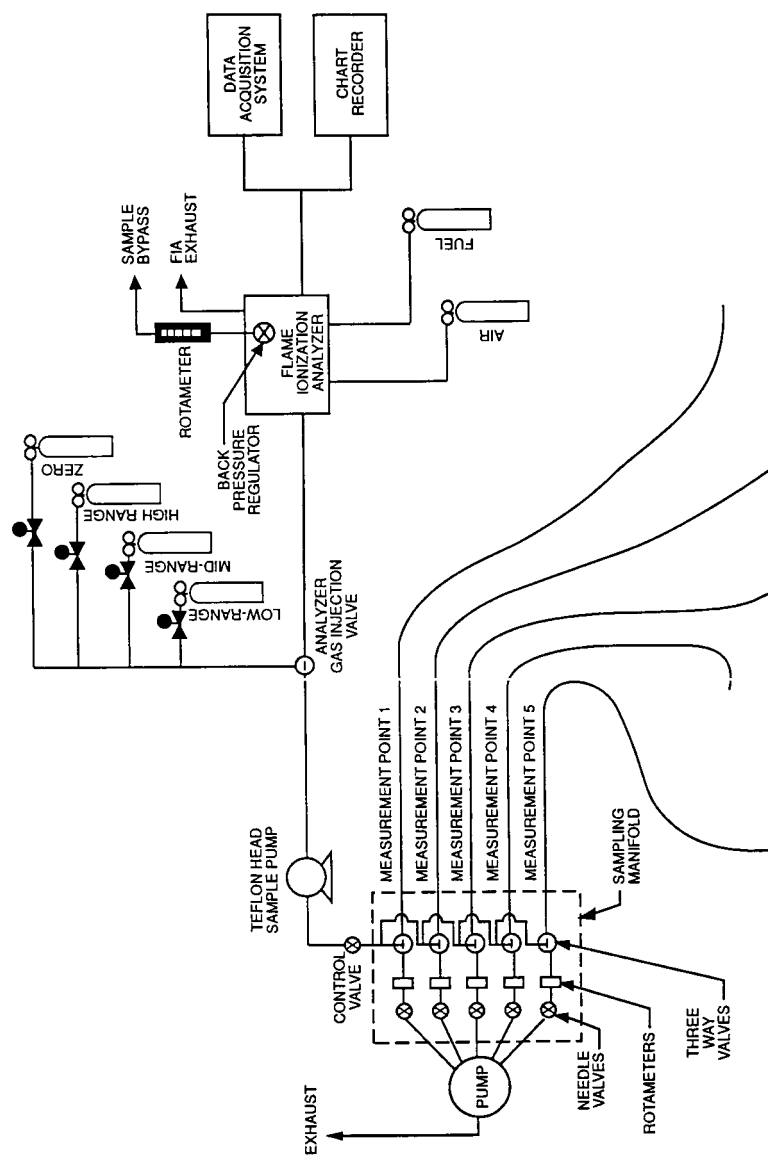 EXHAUST
PUMP
NEEDLE
VALVES
ROTAMETERS
THREE
WAY
VALVES
SAMPLING
MANIFOLD
CONTROL
VALVE
TEFLON HEAD
SAMPLE PUMP
MEASUREMENT POINT 1
MEASUREMENT POINT 2
MEASUREMENT POINT 3
MEASUREMENT POINT 4
MEASUREMENT POINT 5
ANALYZER
GAS INJECTION
VALVE
LOW-RANGE
MID-RANGE
HIGH RANGE
ZERO
BACK
PRESSURE
REGULATOR
ROTAMETER
FLAME
IONIZATION
ANALYZER
SAMPLE
BYPASS
FIA
EXHAUST
AIR
FUEL
DATA
ACQUISITION
SYSTEM
CHART
RECORDER